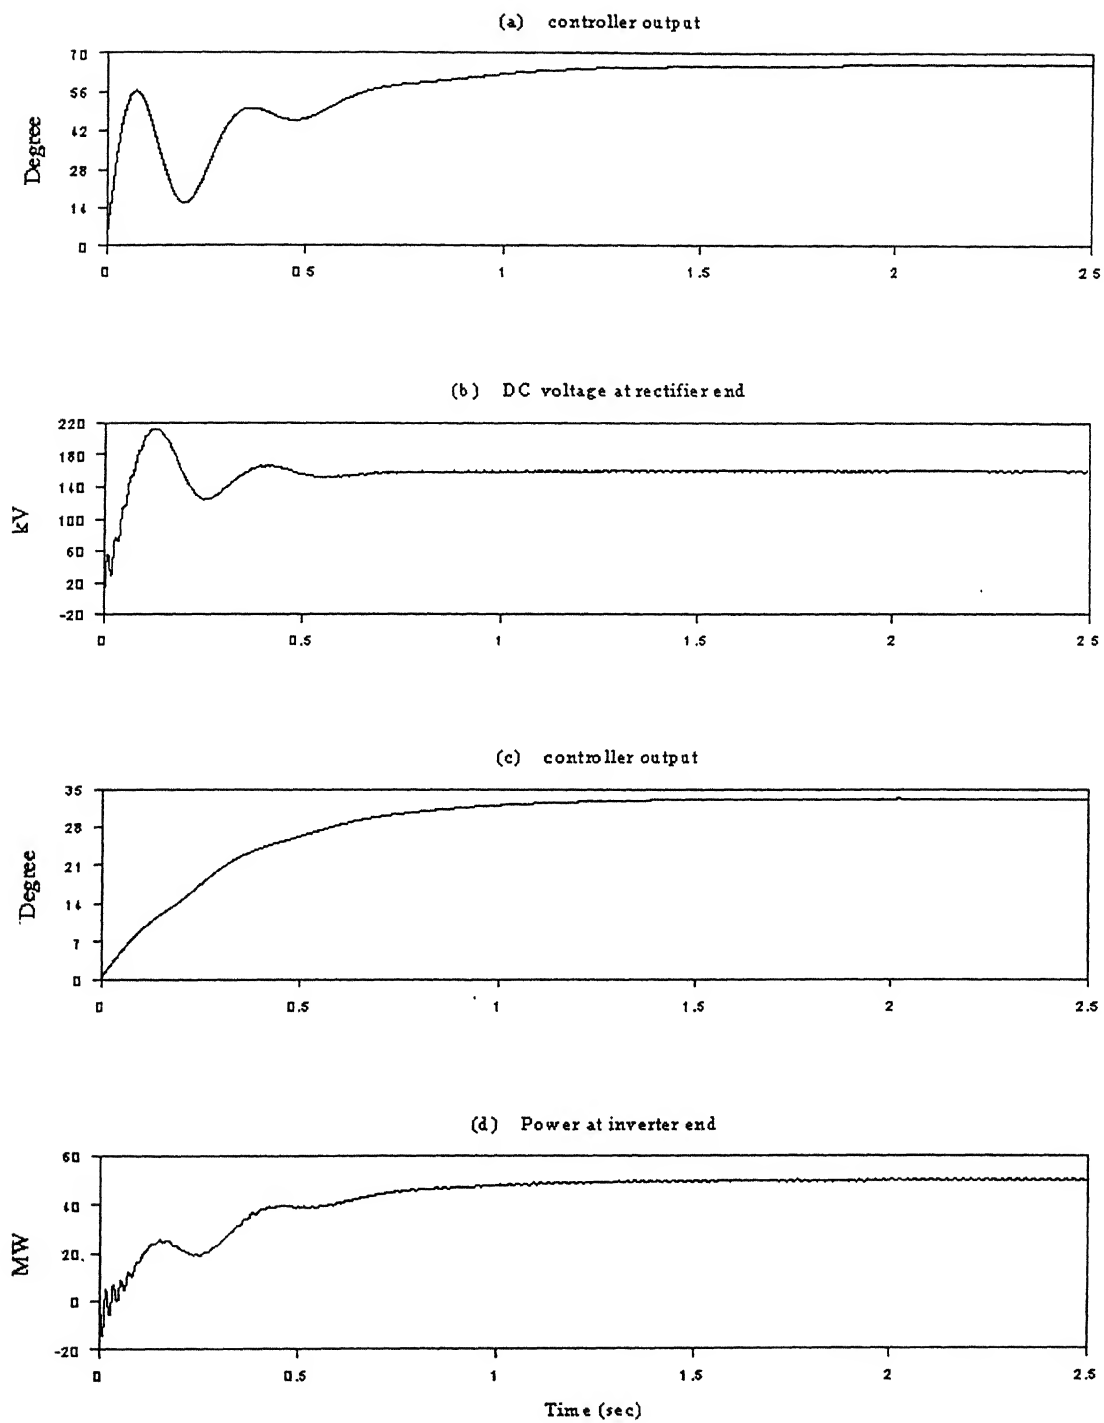 (a) controller output
70
56
42
28
14
0
Degree
0 0.5 1 1.5 2 2.5
(b) DC voltage at rectifier end
220
180
140
100
60
20
-20
kV
0 0.5 1 1.5 2 2.5
(c) controller output
35
28
21
14
7
0
Degree
0 0.5 1 1.5 2 2.5
(d) Power at inverter end
60
40
20
0
-20
MW
0 0.5 1 1.5 2 2.5
Time (sec)